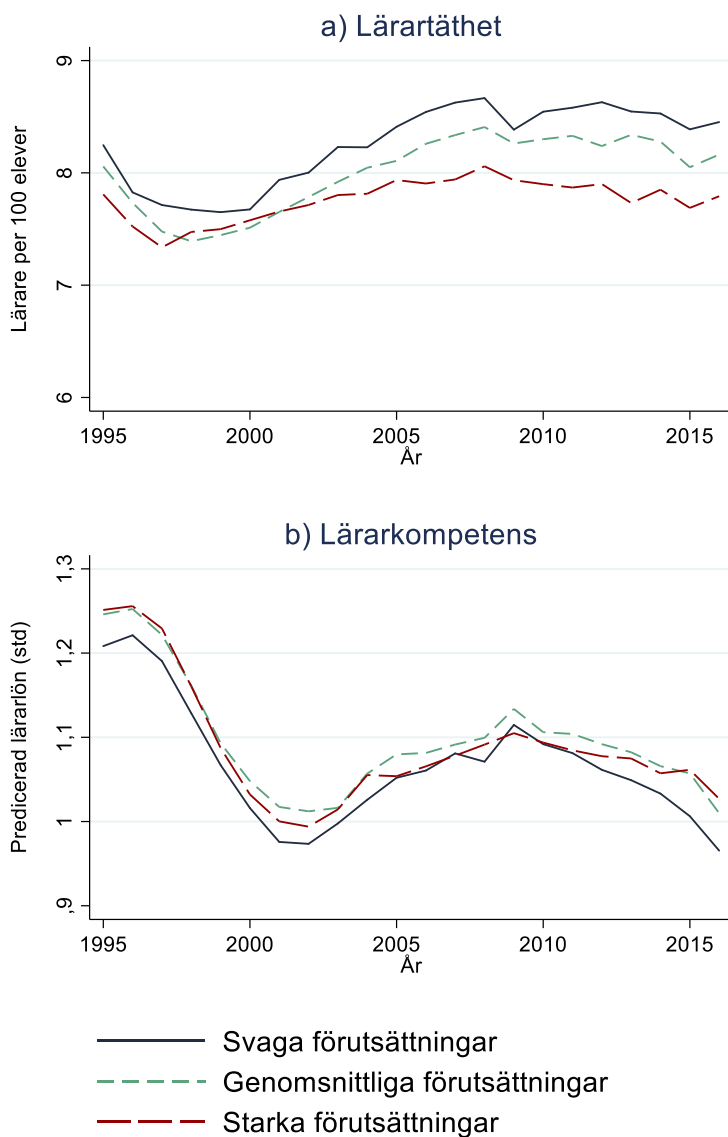 a) Lärartäthet
Lärare per 100 elever
9
8
7
6
1995 2000 2005 2010 2015
År
b) Lärarkompetens
Predicerad lärarlön (std)
1,3
1,2
1,1
1
,9
1995 2000 2005 2010 2015
År
Svaga förutsättningar
Genomsnittliga förutsättningar
Starka förutsättningar